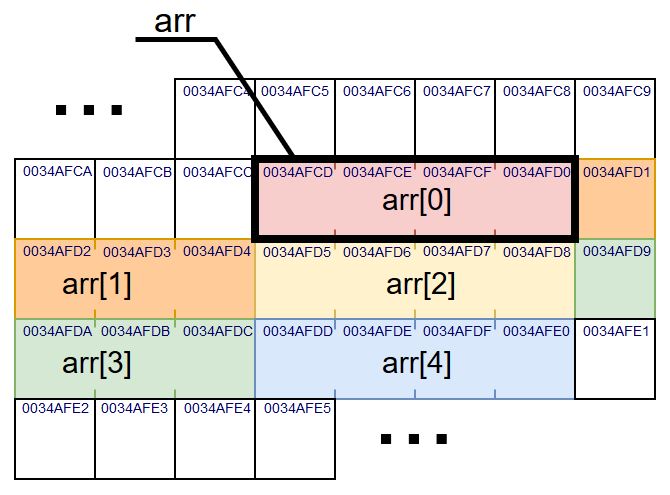 arr
... 0034AFC4 0034AFC5 0034AFC6 0034AFC7 0034AFC8 0034AFC9
0034AFCA 0034AFCB 0034AFCC 0034AFCD 0034AFCE 0034AFCF 0034AFD0 0034AFD1
arr[0]
0034AFD2 0034AFD3 0034AFD4 0034AFD5 0034AFD6 0034AFD7 0034AFD8 0034AFD9
arr[1] arr[2]
0034AFDA 0034AFDB 0034AFDC 0034AFDD 0034AFDE 0034AFDF 0034AFE0 0034AFE1
arr[3] arr[4]
0034AFE2 0034AFE3 0034AFE4 0034AFE5 ...